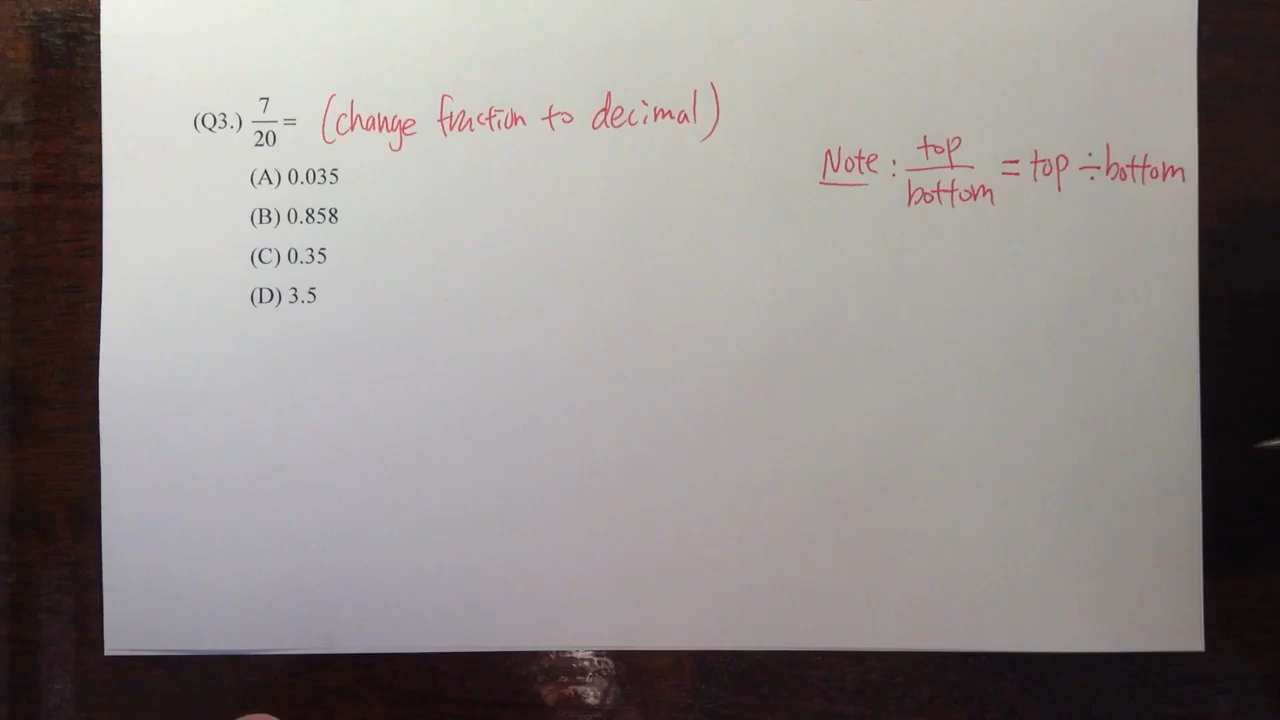 (Q3.) 7/20 = (change fraction to decimal)
Note: top/bottom = top ÷ bottom
(A) 0.035
(B) 0.858
(C) 0.35
(D) 3.5